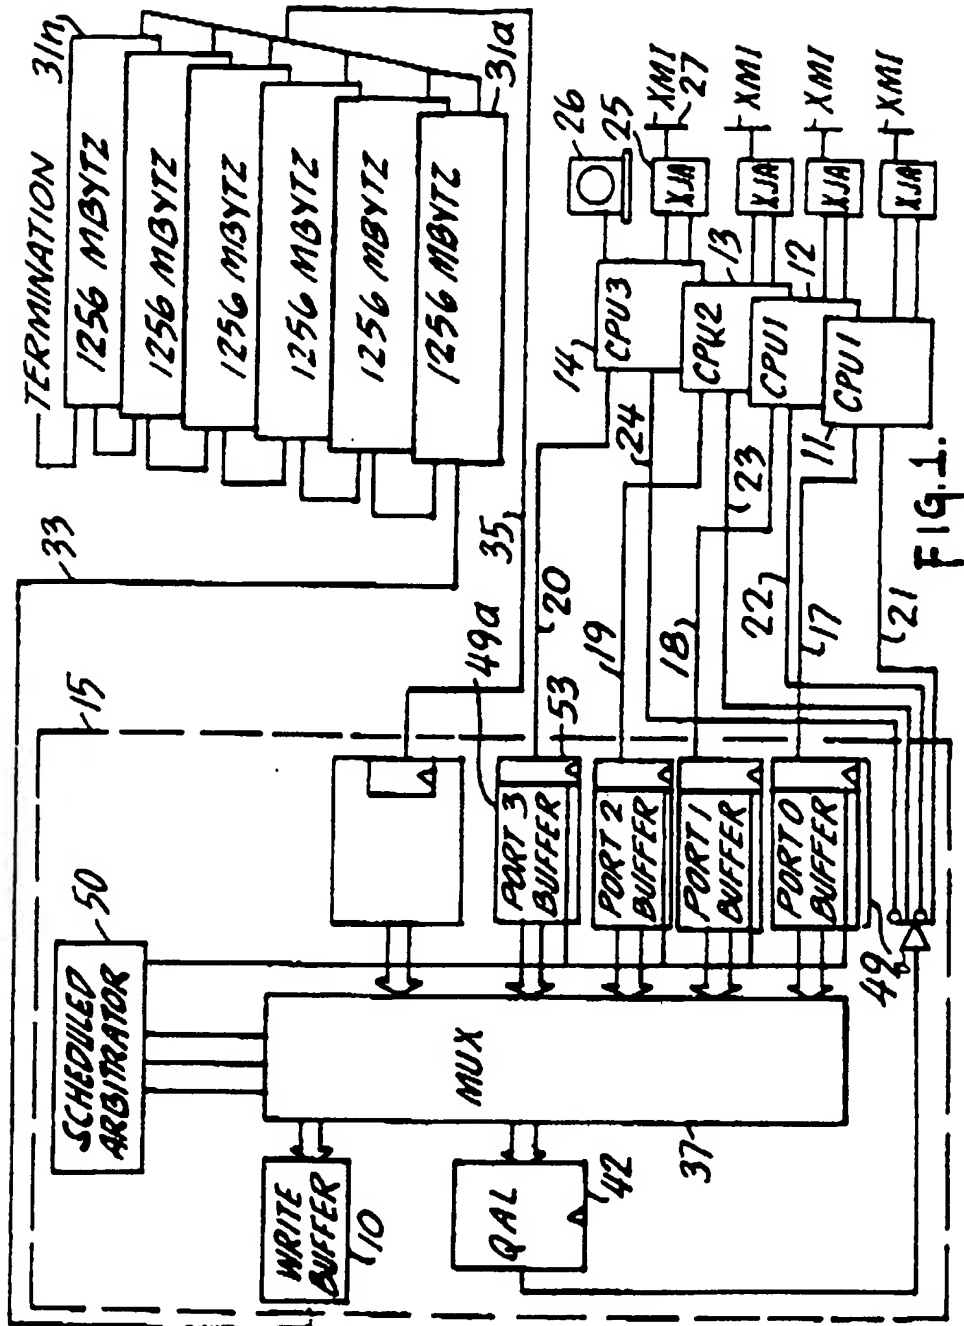 TERMINATION
31n
1256 MBYTZ
1256 MBYTZ
1256 MBYTZ
1256 MBYTZ
1256 MBYTZ
1256 MBYTZ
31a
33
35
15
SCHEDULED
ARBITRATOR
50
WRITE
BUFFER
10
MUX
37
QAL
42
PORT 3
BUFFER
49a
53
PORT 2
BUFFER
PORT 1
BUFFER
PORT 0
BUFFER
49
20
19
24
18
23
22
17
21
14
CPU3
CPU2
13
CPU1
12
CPU1
11
26
25
XJA
XMI
27
XJA
XMI
XJA
XMI
XJA
XMI
FIG. 1.